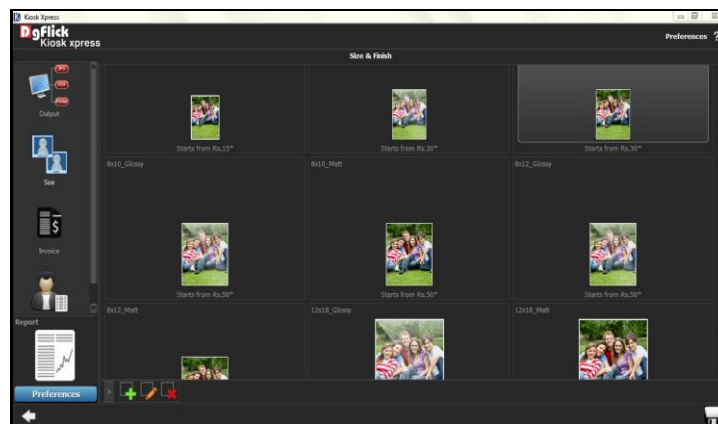 Kiosk Xpress
DgFlick
Kiosk xpress
Preferences ?
Size & Finish
Output
Starts from Rs.15*
Starts from Rs.30*
Starts from Rs.30*
Size
8x10_Glossy
8x10_Matt
8x12_Glossy
Invoice
Starts from Rs.50*
Starts from Rs.50*
Starts from Rs.50*
8x12_Matt
12x18_Glossy
12x18_Matt
Report
Preferences